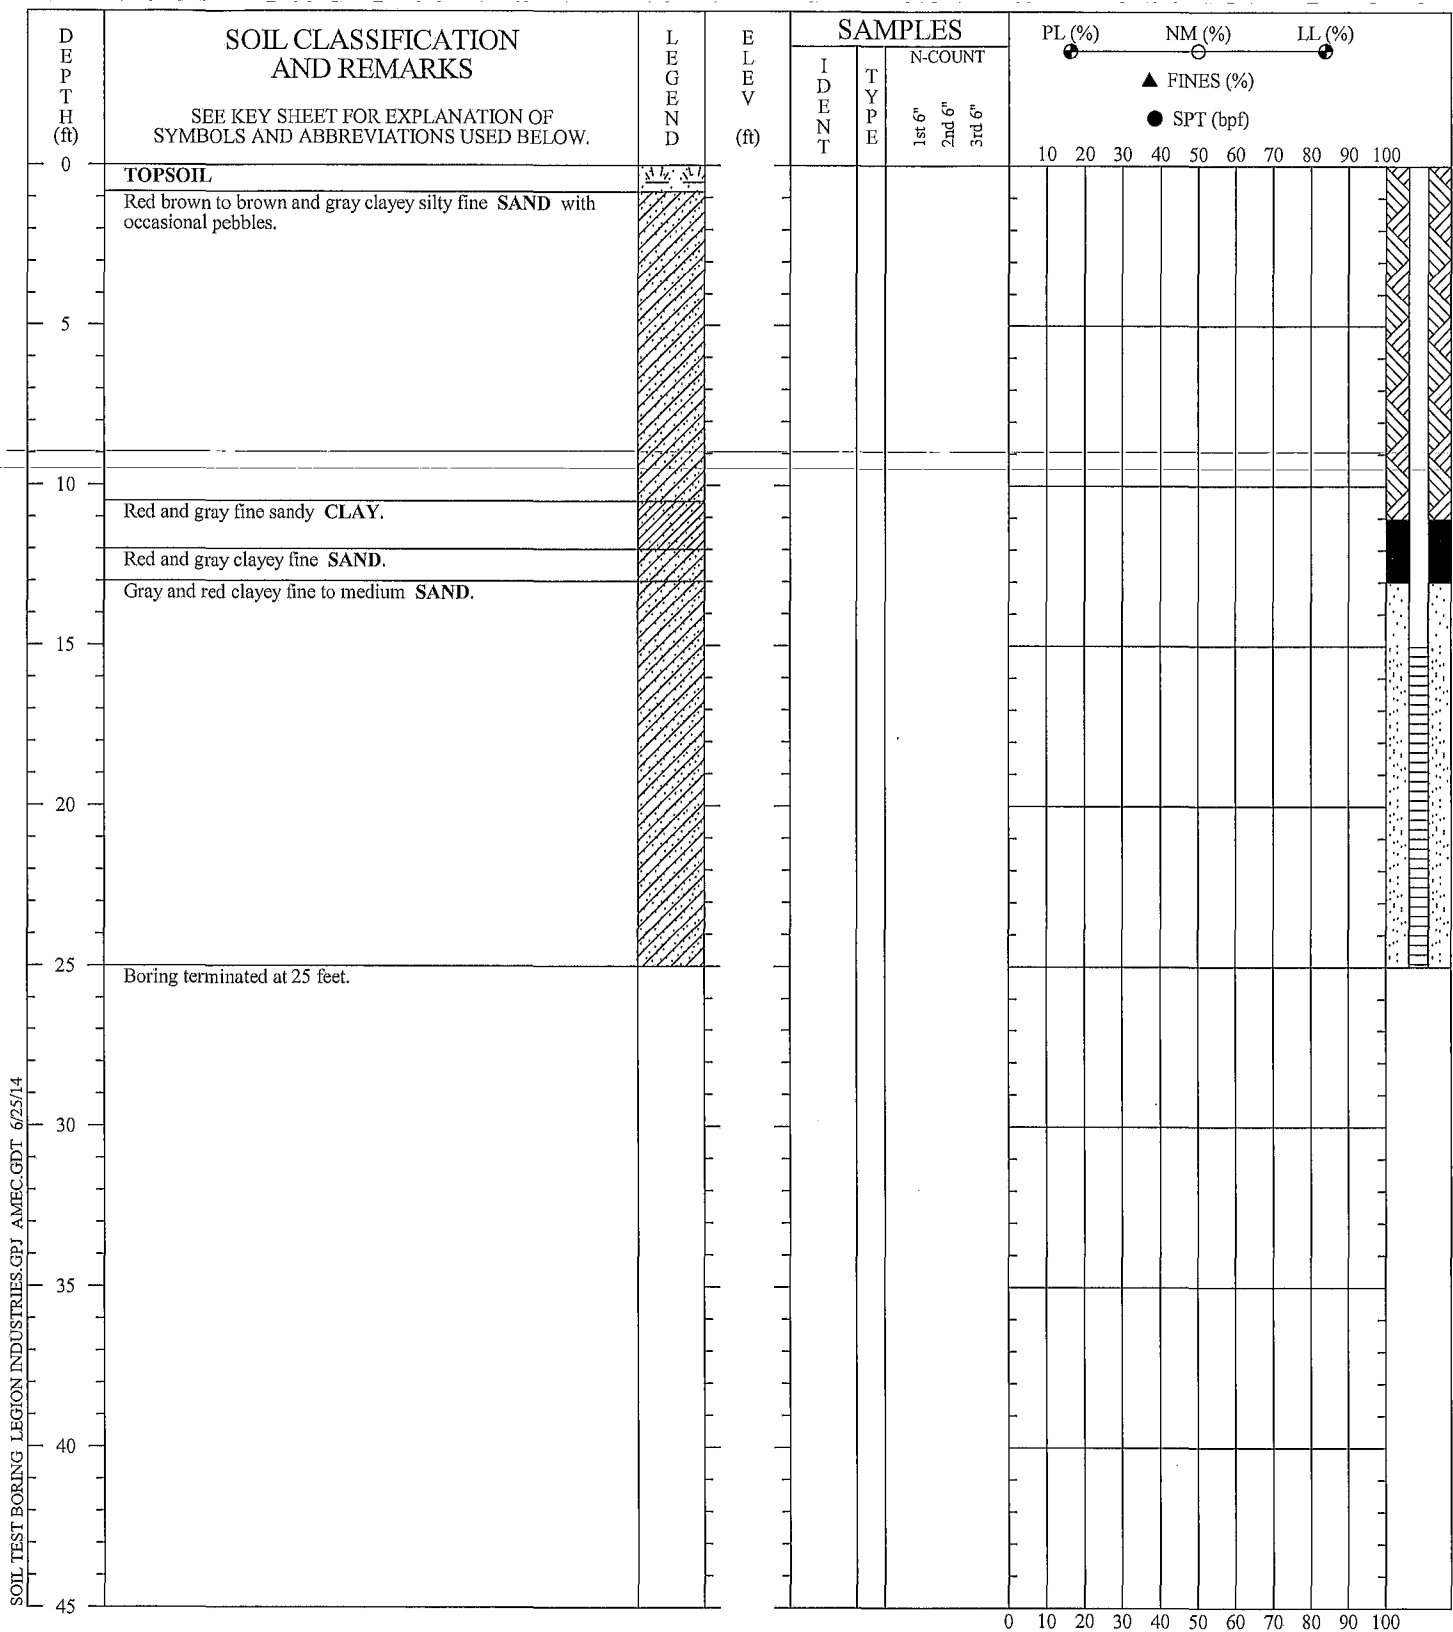 DEPTH (ft)
SOIL CLASSIFICATION
AND REMARKS
SEE KEY SHEET FOR EXPLANATION OF
SYMBOLS AND ABBREVIATIONS USED BELOW.
LEGEND
ELEV (ft)
SAMPLES
IDENT
TYPE
N-COUNT
1st 6"
2nd 6"
3rd 6"
PL (%) NM (%) LL (%)
▲ FINES (%)
● SPT (bpf)
10 20 30 40 50 60 70 80 90 100
0
TOPSOIL
Red brown to brown and gray clayey silty fine SAND with
occasional pebbles.
5
10
Red and gray fine sandy CLAY.
Red and gray clayey fine SAND.
Gray and red clayey fine to medium SAND.
15
20
25
Boring terminated at 25 feet.
30
35
40
45
0 10 20 30 40 50 60 70 80 90 100
SOIL TEST BORING LEGION INDUSTRIES.GPJ AMEC.GDT 6/25/14